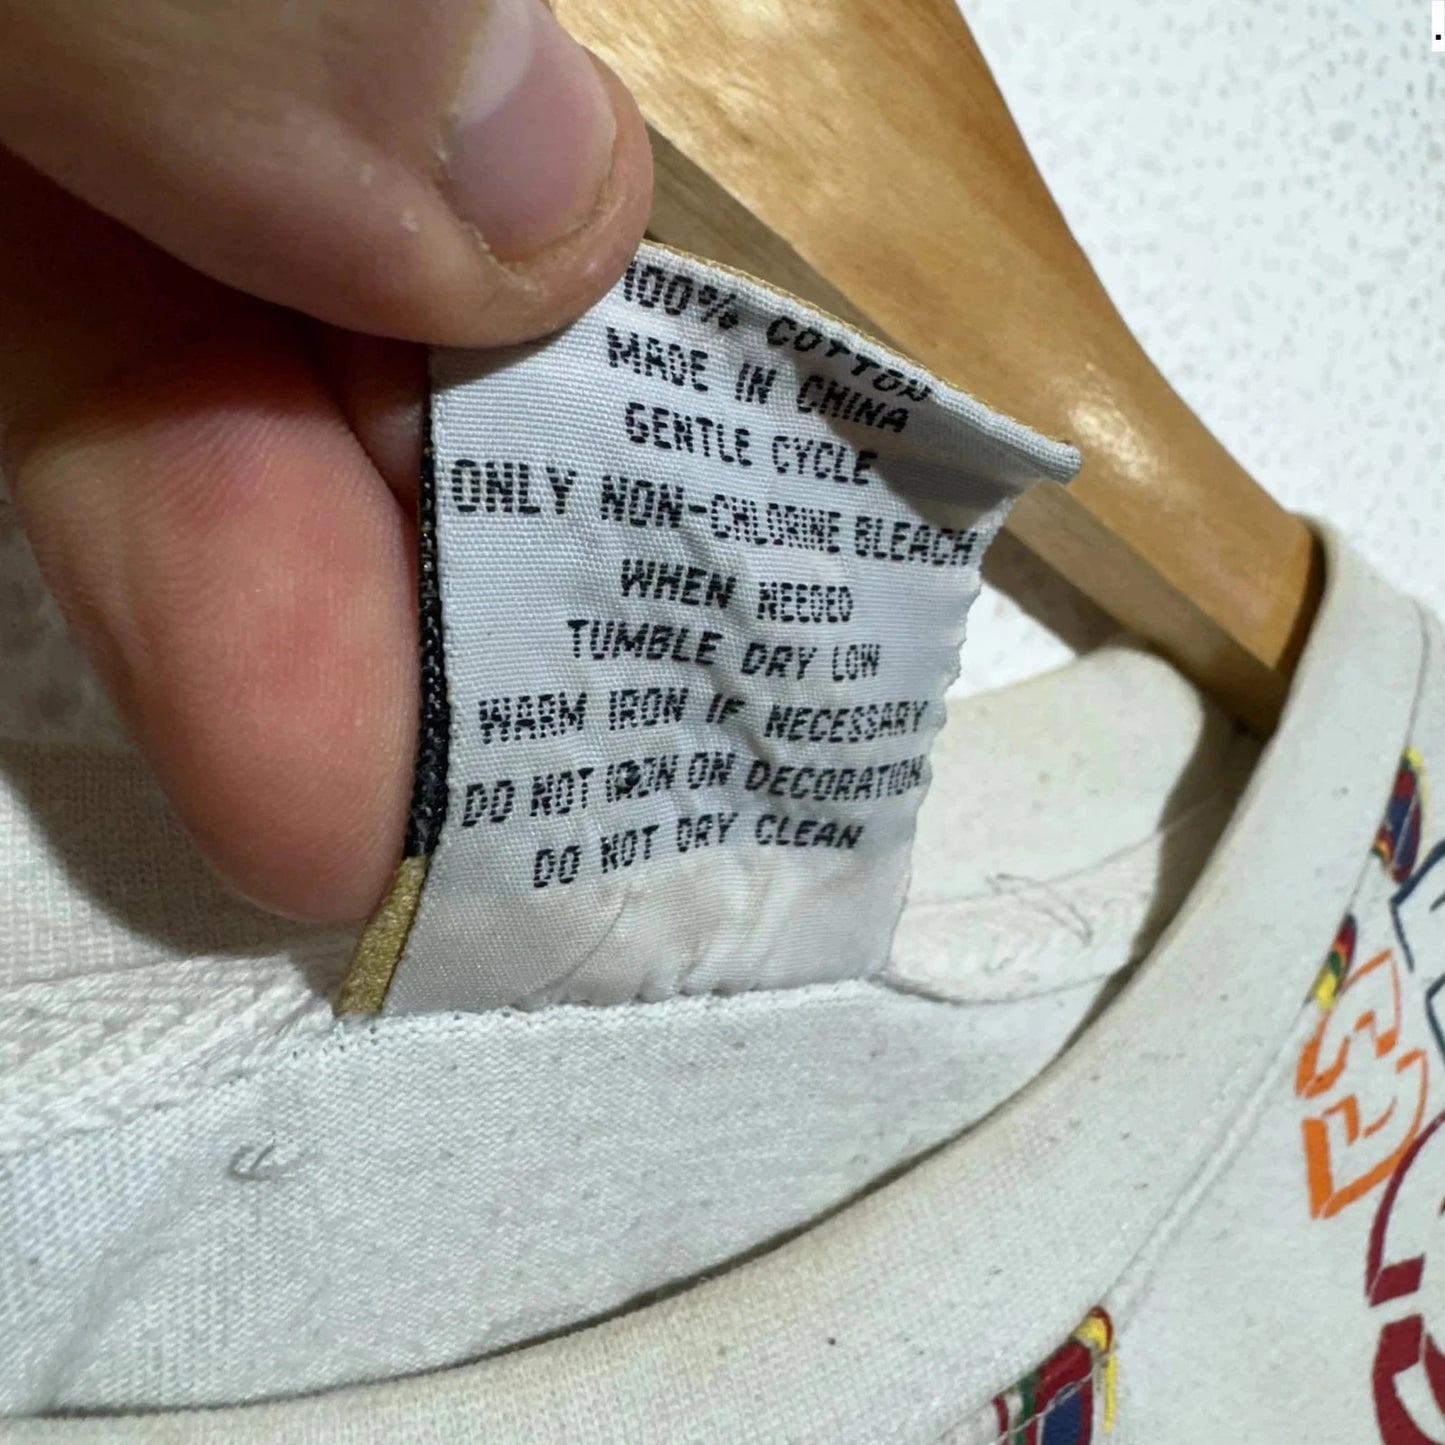 100% COTTON
MADE IN CHINA
GENTLE CYCLE
ONLY NON-CHLORINE BLEACH
WHEN NEEDED
TUMBLE DRY LOW
WARM IRON IF NECESSARY
DO NOT IRON ON DECORATION
DO NOT DRY CLEAN